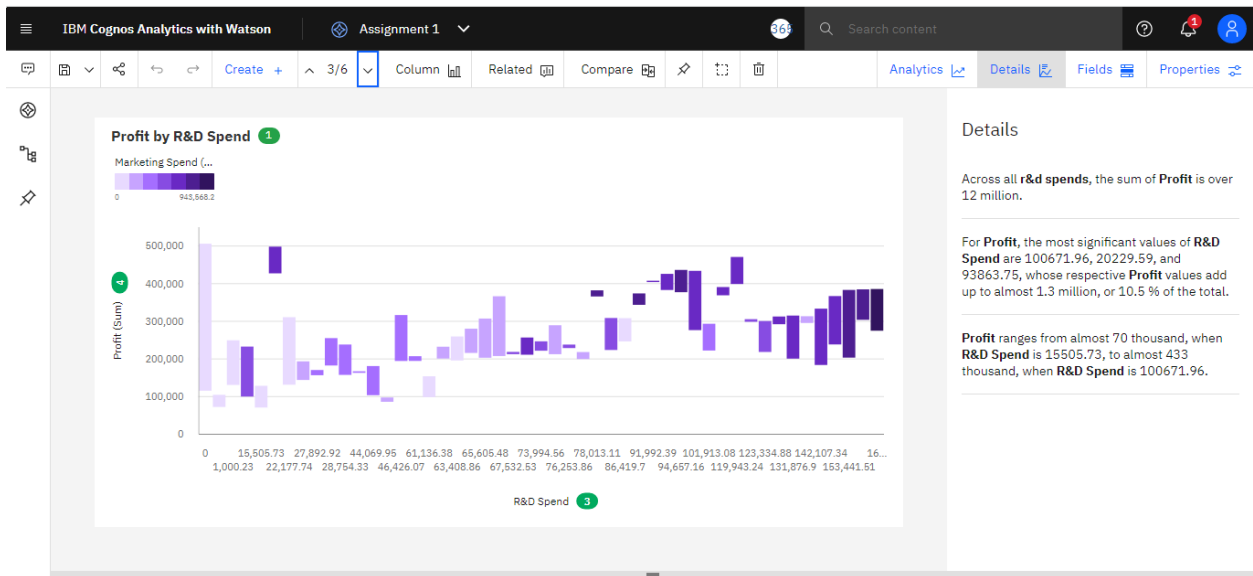 IBM Cognos Analytics with Watson
Assignment 1
365
Search content
1
Create +
3/6
Column
Related
Compare
Analytics
Details
Fields
Properties
Profit by R&D Spend 1
Marketing Spend (...
0 945,568.2
500,000
400,000
300,000
200,000
100,000
0
Profit (Sum) 4
0 15,505.73 27,892.92 44,069.95 61,136.38 65,605.48 73,994.56 78,013.11 91,992.39 101,913.08 123,334.88 142,107.34 16...
1,000.23 22,177.74 28,754.33 46,426.07 63,408.86 67,532.53 76,253.86 86,419.7 94,657.16 119,943.24 131,876.9 153,441.51
R&D Spend 3
Details
Across all r&d spends, the sum of Profit is over
12 million.
For Profit, the most significant values of R&D
Spend are 100671.96, 20229.59, and
93863.75, whose respective Profit values add
up to almost 1.3 million, or 10.5 % of the total.
Profit ranges from almost 70 thousand, when
R&D Spend is 15505.73, to almost 433
thousand, when R&D Spend is 100671.96.